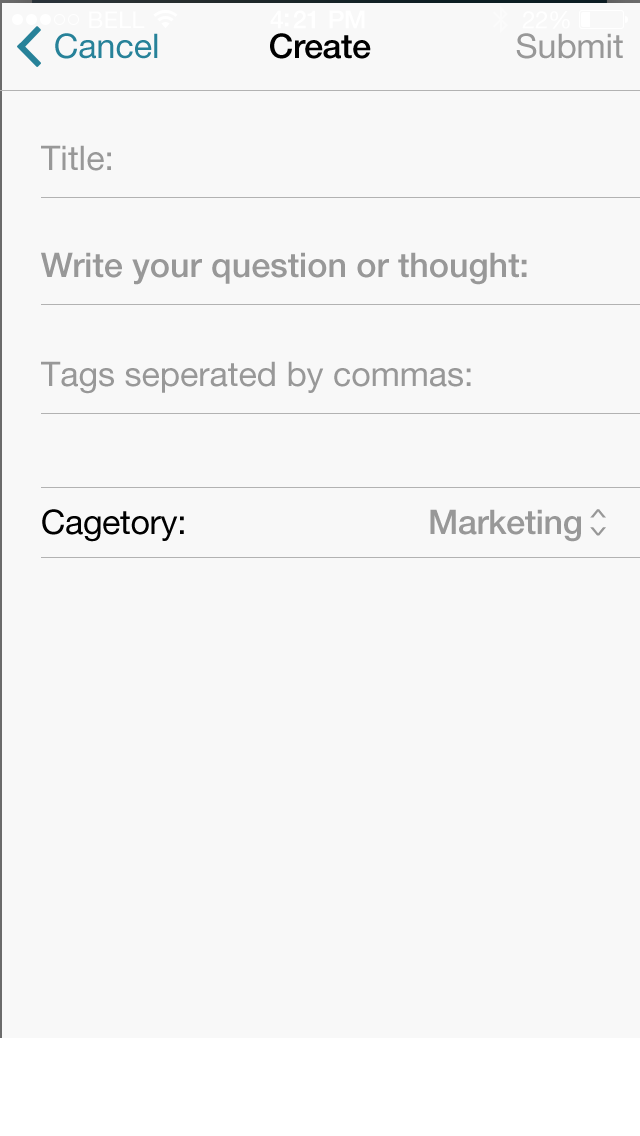 BELL 4:21 PM 22%
Cancel Create Submit
Title:
Write your question or thought:
Tags seperated by commas:
Cagetory: Marketing